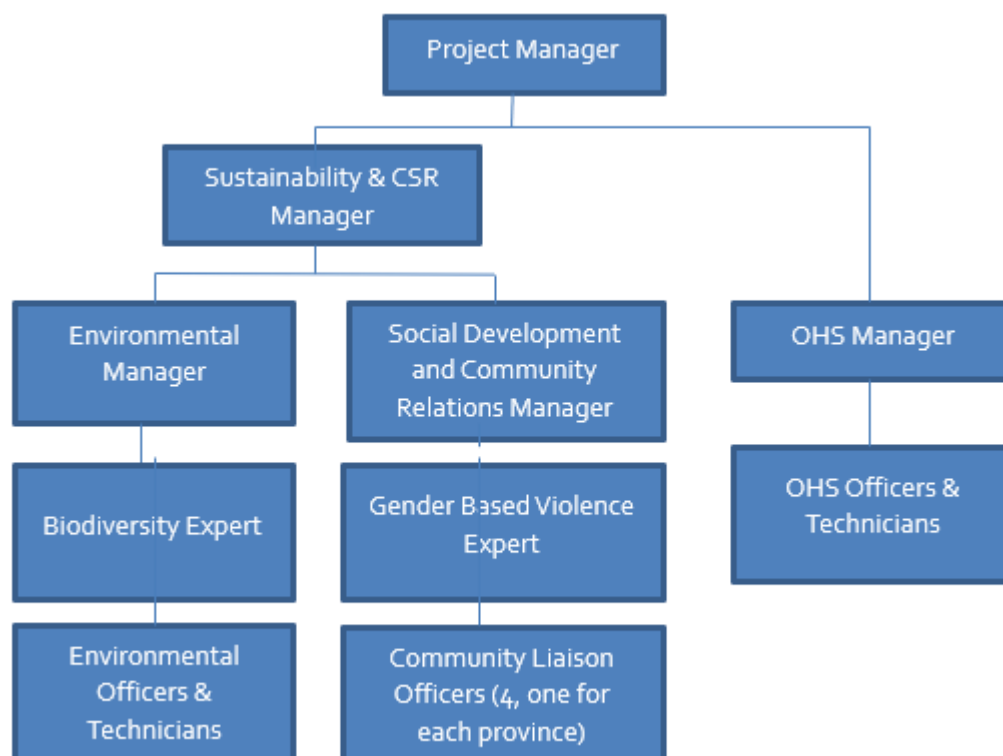 Project Manager
Sustainability & CSR
Manager
Environmental
Manager
Social Development
and Community
Relations Manager
OHS Manager
Biodiversity Expert
Gender Based Violence
Expert
OHS Officers &
Technicians
Environmental
Officers &
Technicians
Community Liaison
Officers (4, one for
each province)